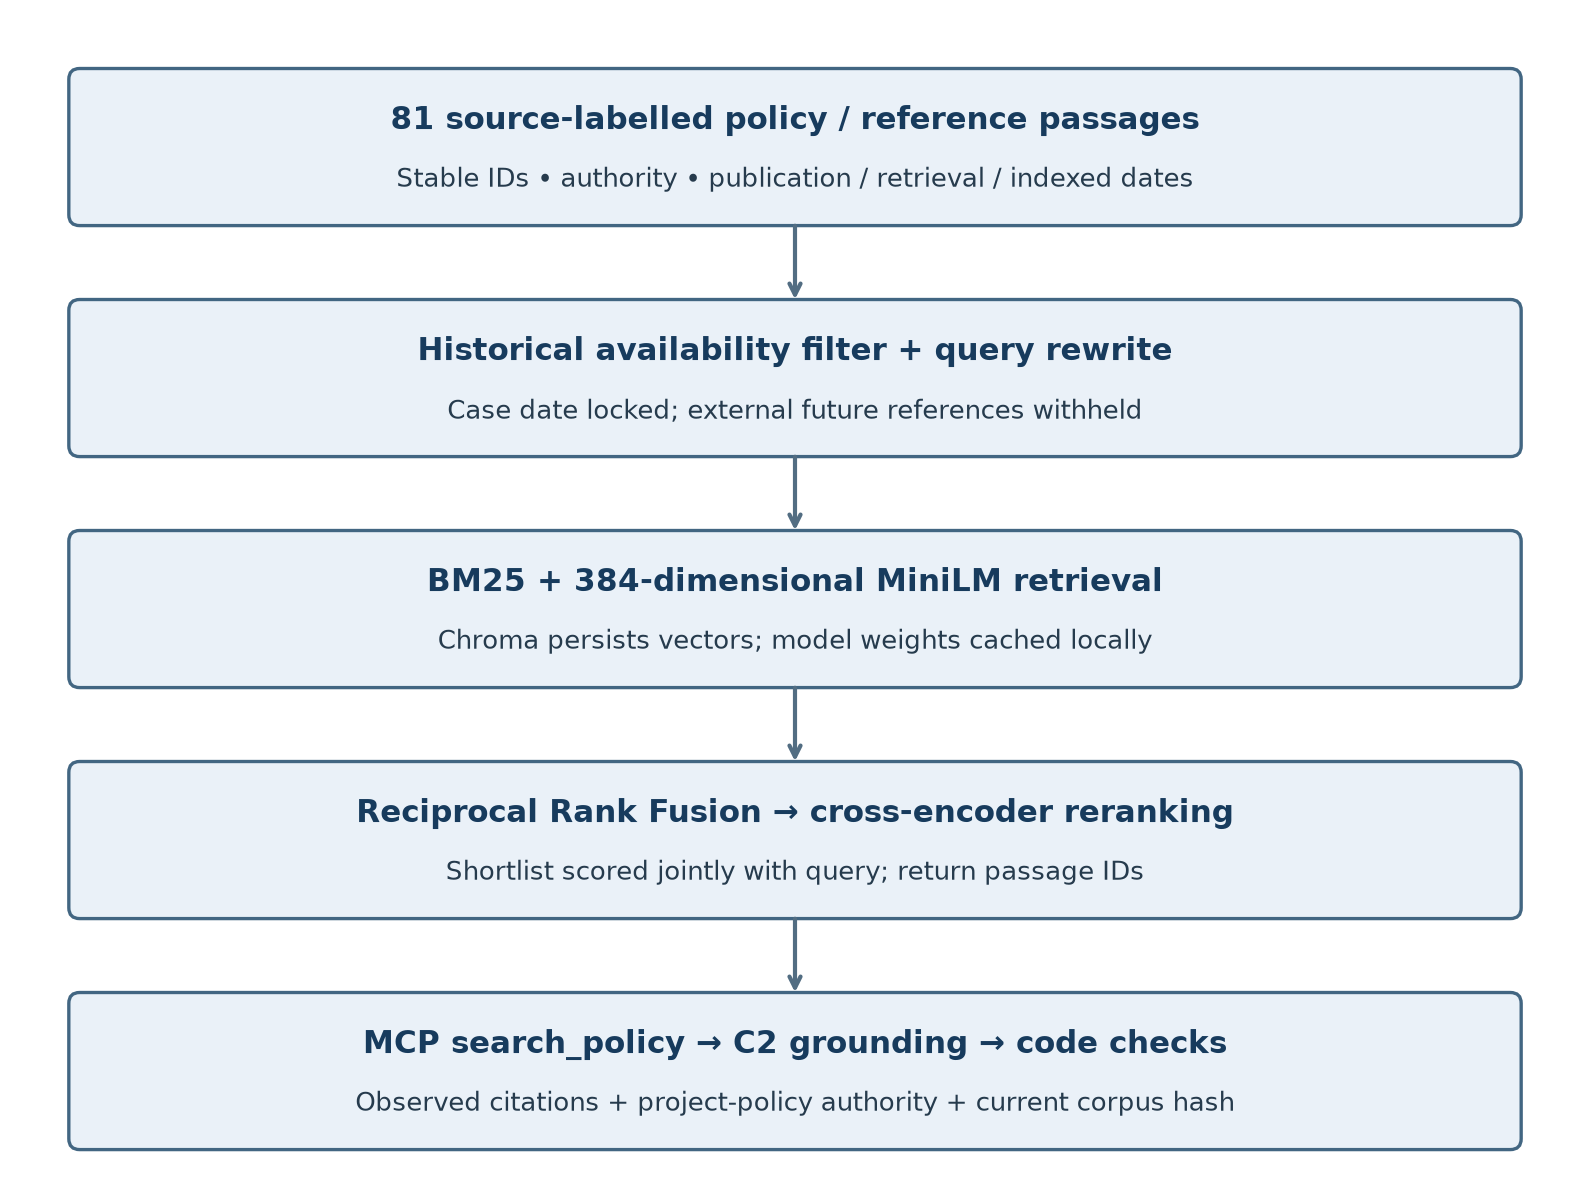 81 source-labelled policy / reference passages
Stable IDs • authority • publication / retrieval / indexed dates
Historical availability filter + query rewrite
Case date locked; external future references withheld
BM25 + 384-dimensional MiniLM retrieval
Chroma persists vectors; model weights cached locally
Reciprocal Rank Fusion → cross-encoder reranking
Shortlist scored jointly with query; return passage IDs
MCP search_policy → C2 grounding → code checks
Observed citations + project-policy authority + current corpus hash